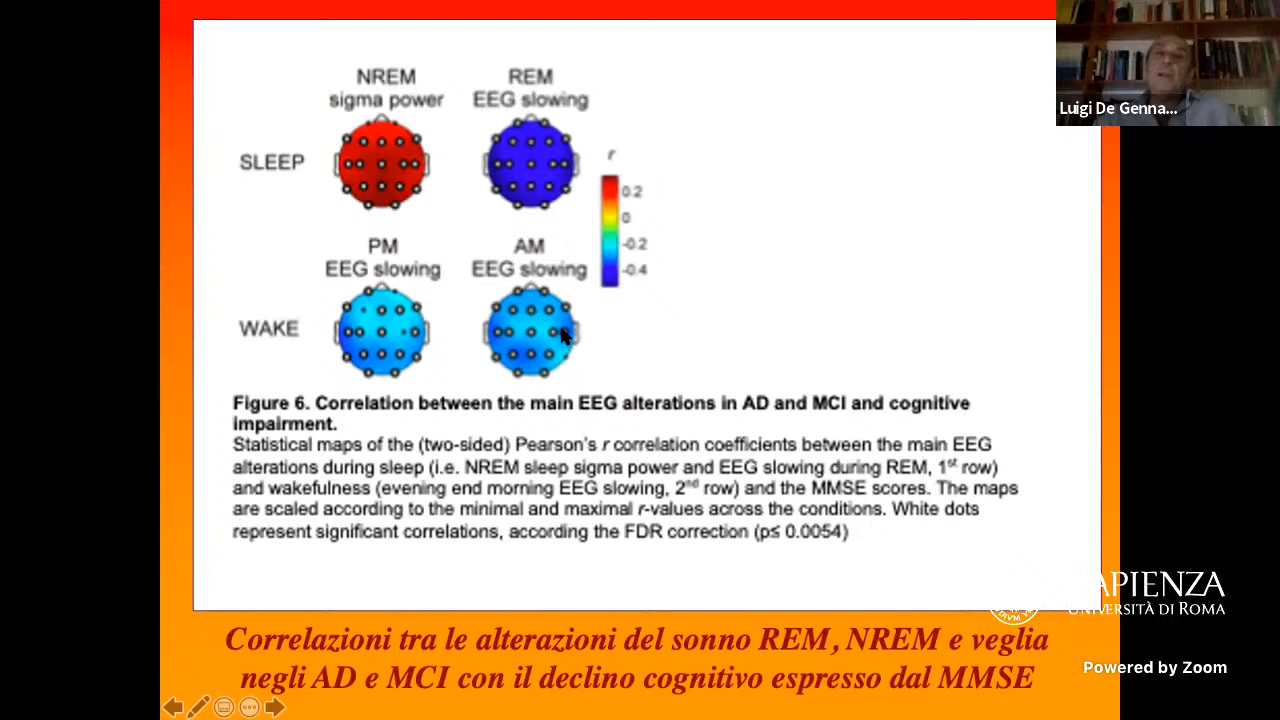 NREM
sigma power
REM
EEG slowing
SLEEP
r
0.2
0
-0.2
-0.4
PM
EEG slowing
AM
EEG slowing
WAKE
Figure 6. Correlation between the main EEG alterations in AD and MCI and cognitive
impairment.
Statistical maps of the (two-sided) Pearson's r correlation coefficients between the main EEG
alterations during sleep (i.e. NREM sleep sigma power and EEG slowing during REM, 1st row)
and wakefulness (evening end morning EEG slowing, 2nd row) and the MMSE scores. The maps
are scaled according to the minimal and maximal r-values across the conditions. White dots
represent significant correlations, according the FDR correction (p≤ 0.0054)
Correlazioni tra le alterazioni del sonno REM, NREM e veglia
negli AD e MCI con il declino cognitivo espresso dal MMSE
Luigi De Genna...
APIENZA
UNIVERSITÀ DI ROMA
Powered by Zoom